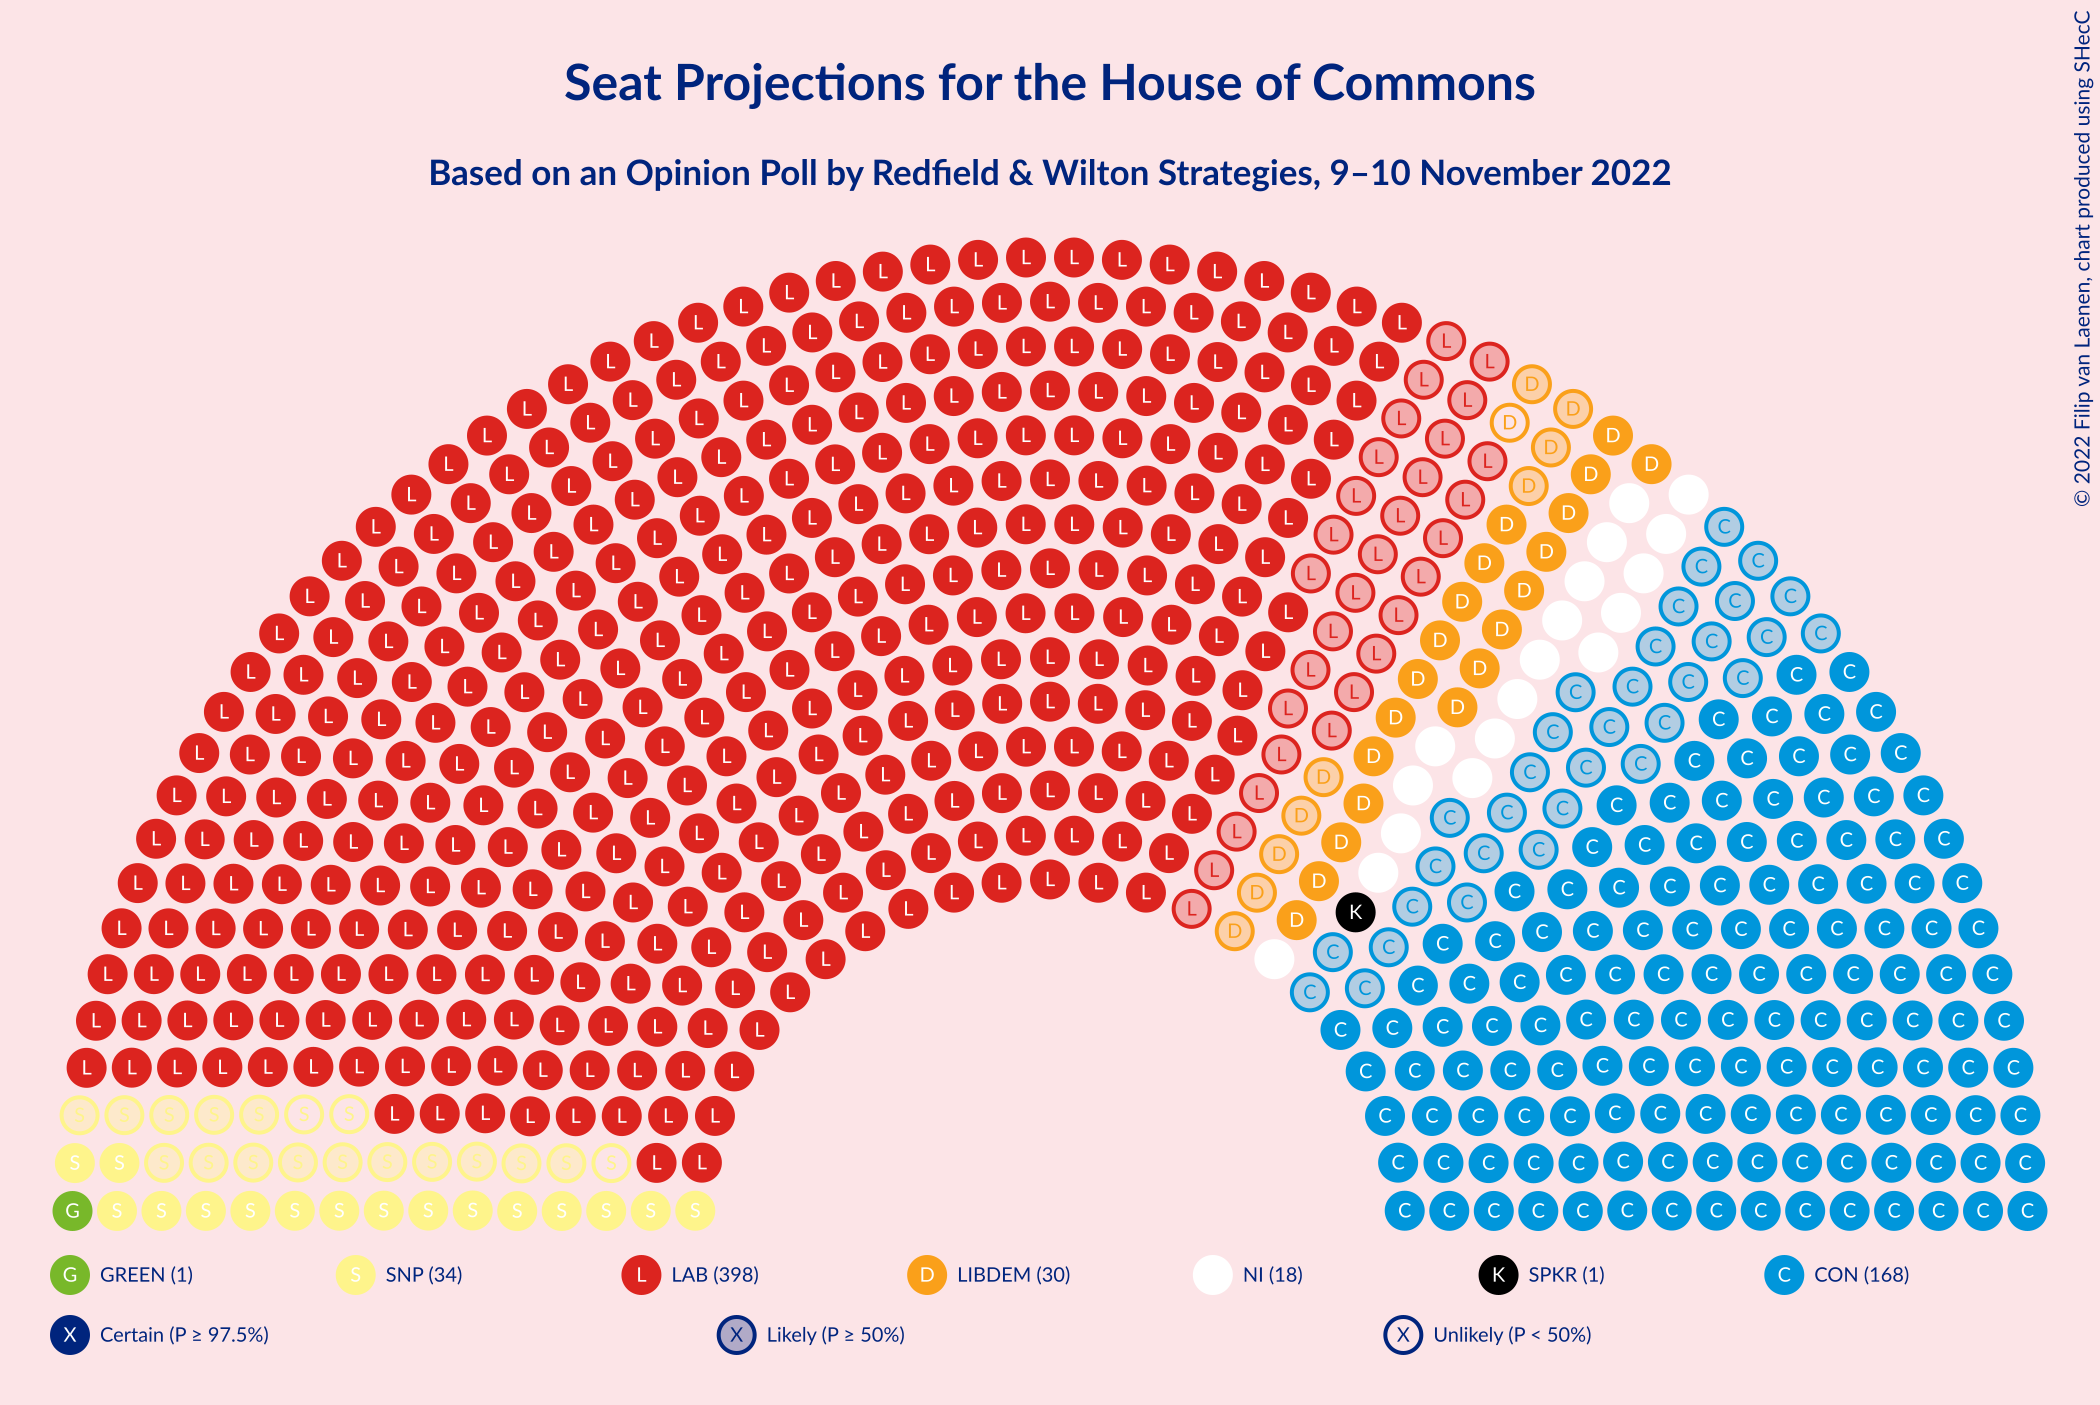 Seat Projections for the House of Commons
Based on an Opinion Poll by Redfield & Wilton Strategies, 9–10 November 2022
© 2022 Filip van Laenen, chart produced using SHecC
G GREEN (1) S SNP (34) L LAB (398) D LIBDEM (30) NI (18) K SPKR (1) C CON (168)
X Certain (P ≥ 97.5%) X Likely (P ≥ 50%) X Unlikely (P < 50%)